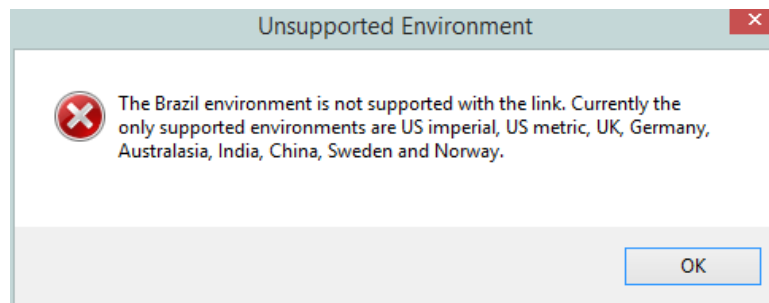 Unsupported Environment
The Brazil environment is not supported with the link. Currently the
only supported environments are US imperial, US metric, UK, Germany,
Australasia, India, China, Sweden and Norway.
OK